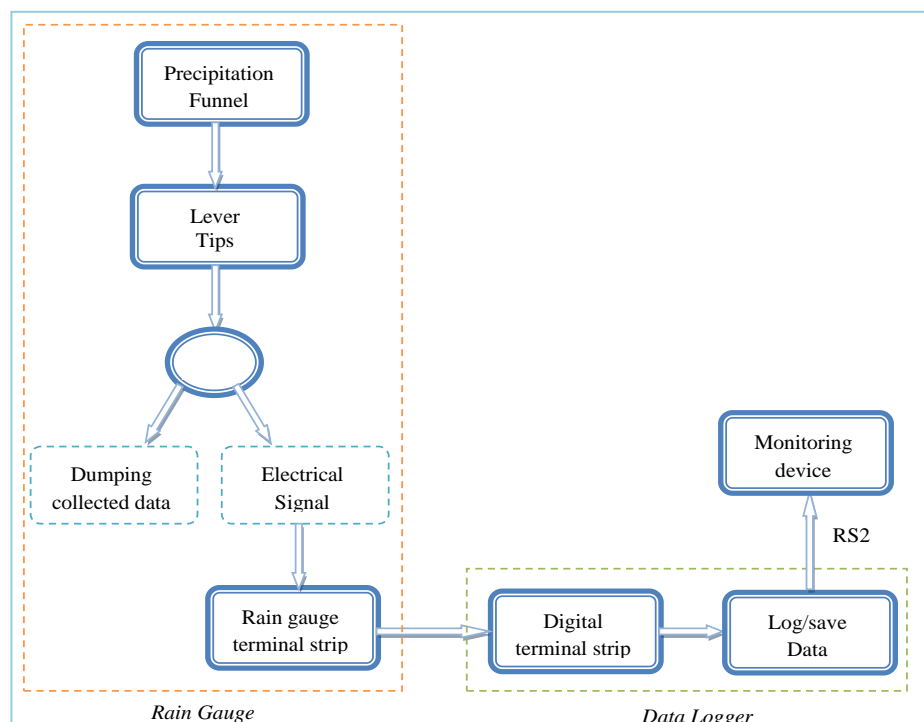 Precipitation
Funnel
Lever
Tips
Dumping
collected data
Electrical
Signal
Monitoring
device
RS2
Rain gauge
terminal strip
Digital
terminal strip
Log/save
Data
Rain Gauge
Data Logger